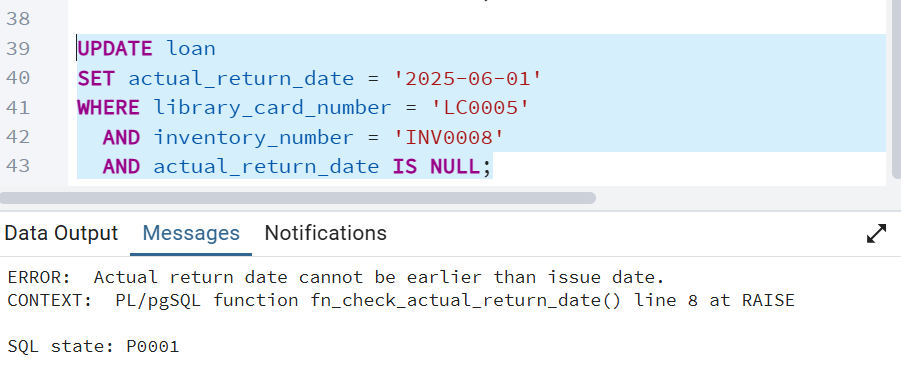 38
39 UPDATE loan
40 SET actual_return_date = '2025-06-01'
41 WHERE library_card_number = 'LC0005'
42   AND inventory_number = 'INV0008'
43   AND actual_return_date IS NULL;
Data Output Messages Notifications
ERROR:  Actual return date cannot be earlier than issue date.
CONTEXT:  PL/pgSQL function fn_check_actual_return_date() line 8 at RAISE
SQL state: P0001